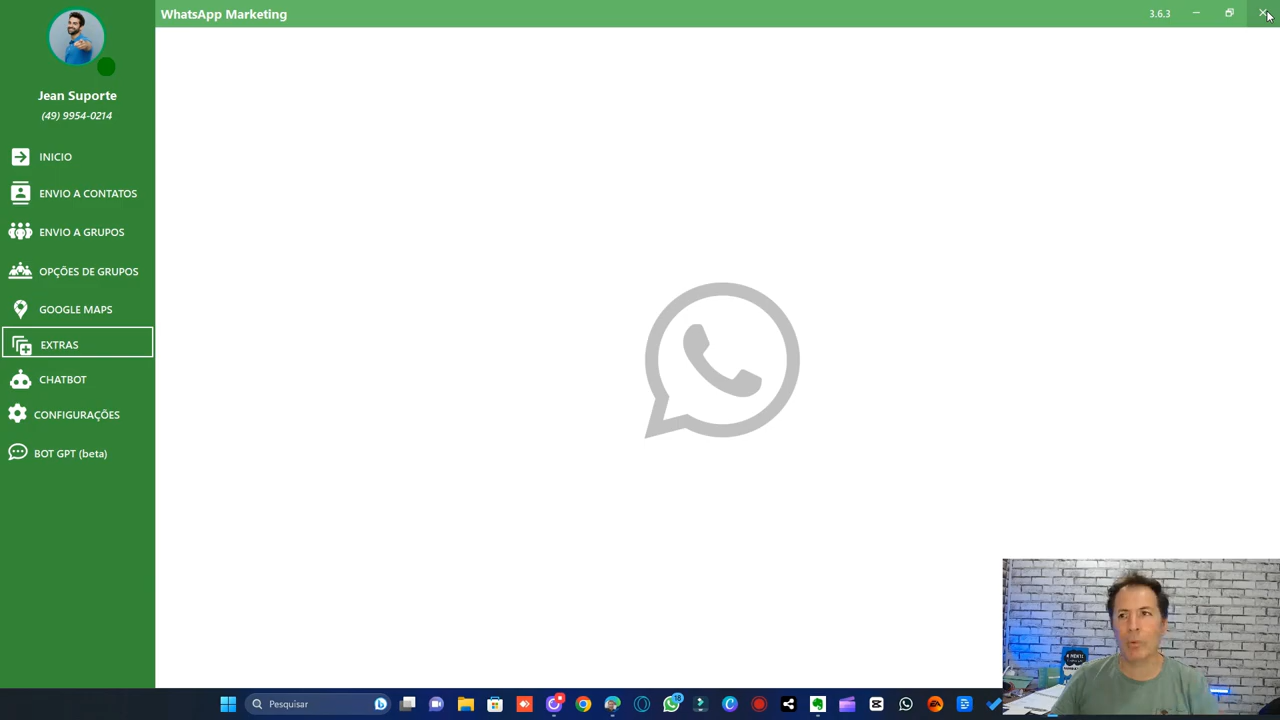 WhatsApp Marketing
3.6.3
Jean Suporte
(49) 9954-0214
INICIO
ENVIO A CONTATOS
ENVIO A GRUPOS
OPÇÕES DE GRUPOS
GOOGLE MAPS
EXTRAS
CHATBOT
CONFIGURAÇÕES
BOT GPT (beta)
Pesquisar
18